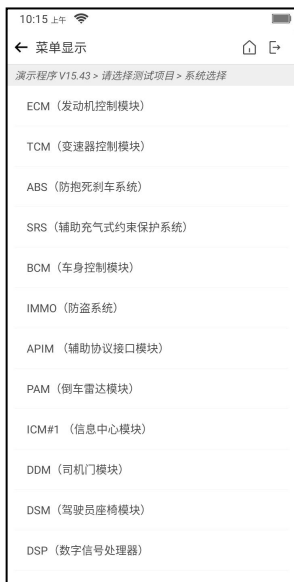 10:15 上午
菜单显示
演示程序 V15.43 > 请选择测试项目 > 系统选择
ECM（发动机控制模块）
TCM（变速器控制模块）
ABS（防抱死刹车系统）
SRS（辅助充气式约束保护系统）
BCM（车身控制模块）
IMMO（防盗系统）
APIM （辅助协议接口模块）
PAM（倒车雷达模块）
ICM#1 （信息中心模块）
DDM（司机门模块）
DSM（驾驶员座椅模块）
DSP（数字信号处理器）